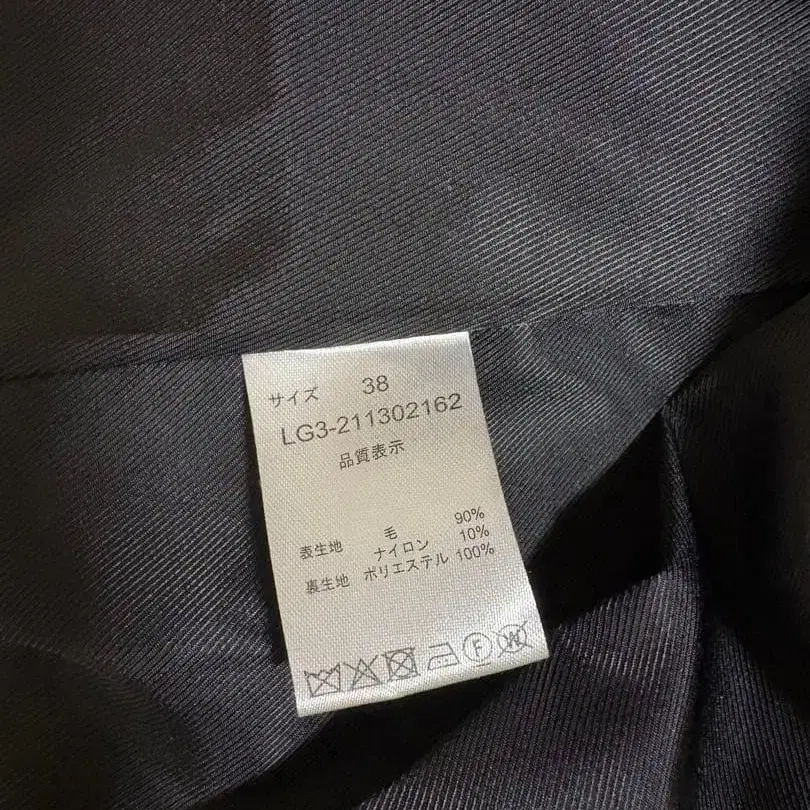 サイズ 38
LG3-211302162
品質表示
表生地 毛 90%
ナイロン 10%
裏生地 ポリエステル 100%
F W